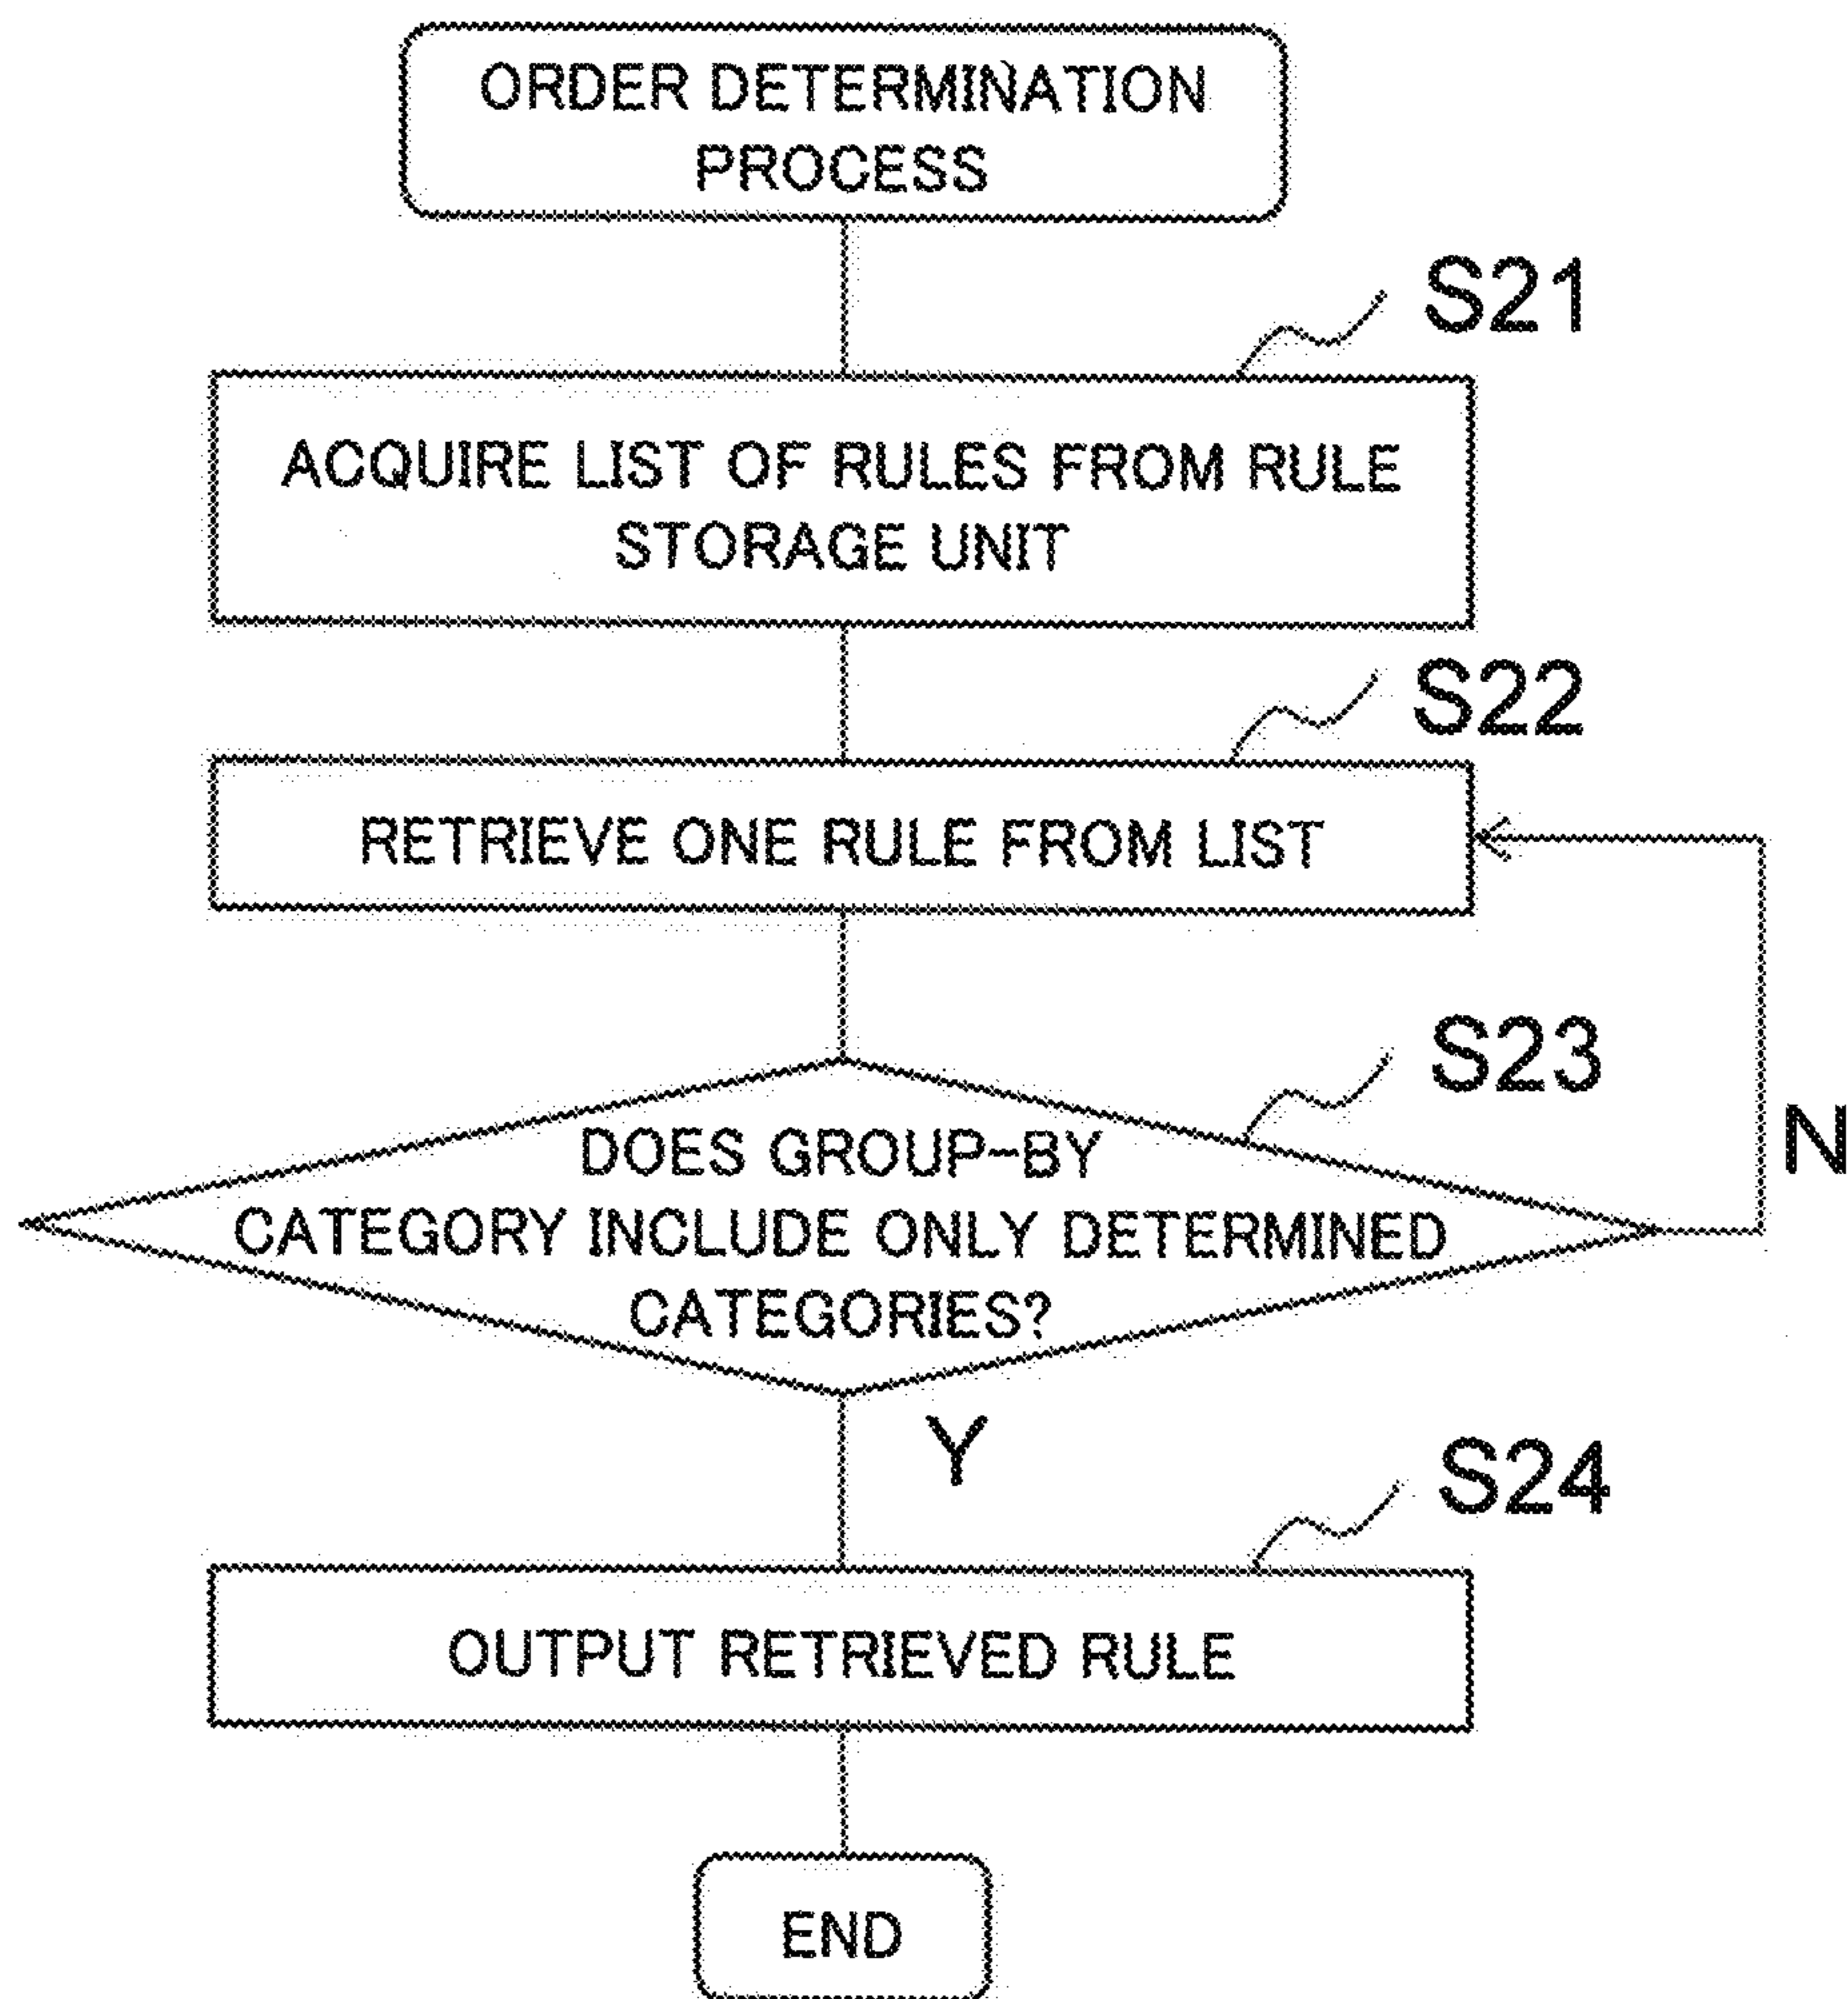 ORDER DETERMINATION
PROCESS
S21
ACQUIRE LIST OF RULES FROM RULE
STORAGE UNIT
S22
RETRIEVE ONE RULE FROM LIST
S23
DOES GROUP-BY
CATEGORY INCLUDE ONLY DETERMINED
CATEGORIES?
N
Y
S24
OUTPUT RETRIEVED RULE
END